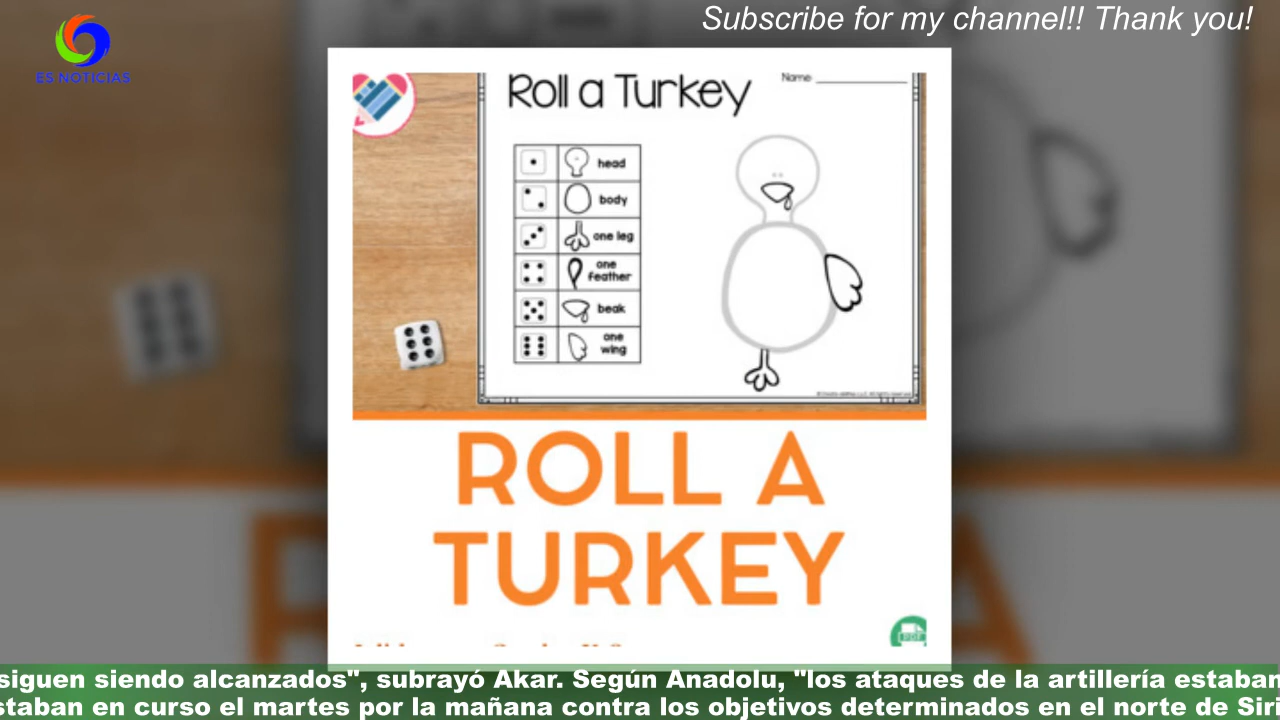 Subscribe for my channel!! Thank you!
ES NOTICIAS
Roll a Turkey
Name:
head
body
one leg
one
feather
beak
one
wing
ROLL A
TURKEY
PDF
siguen siendo alcanzados", subrayó Akar. Según Anadolu, "los ataques de la artillería estaban
staban en curso el martes por la mañana contra los objetivos determinados en el norte de Siri